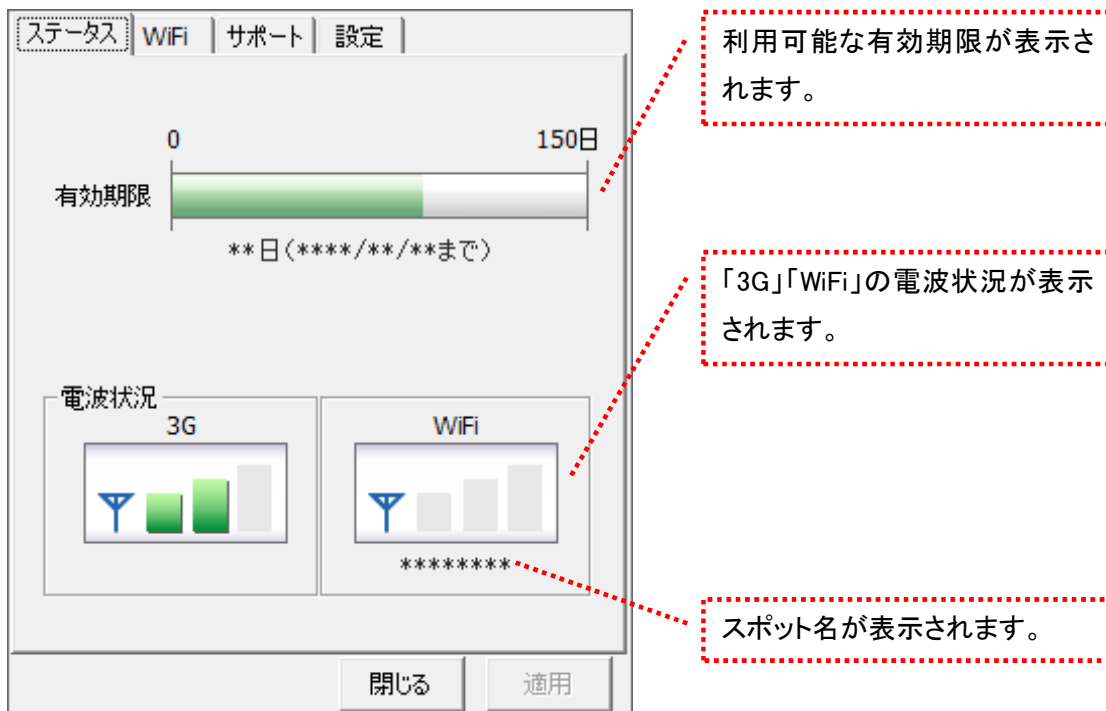 ステータス WiFi サポート 設定
0 150日
有効期限
**日(****/**/**まで)
電波状況
3G WiFi
********
閉じる 適用
利用可能な有効期限が表示さ
れます。
「3G」「WiFi」の電波状況が表示
されます。
スポット名が表示されます。